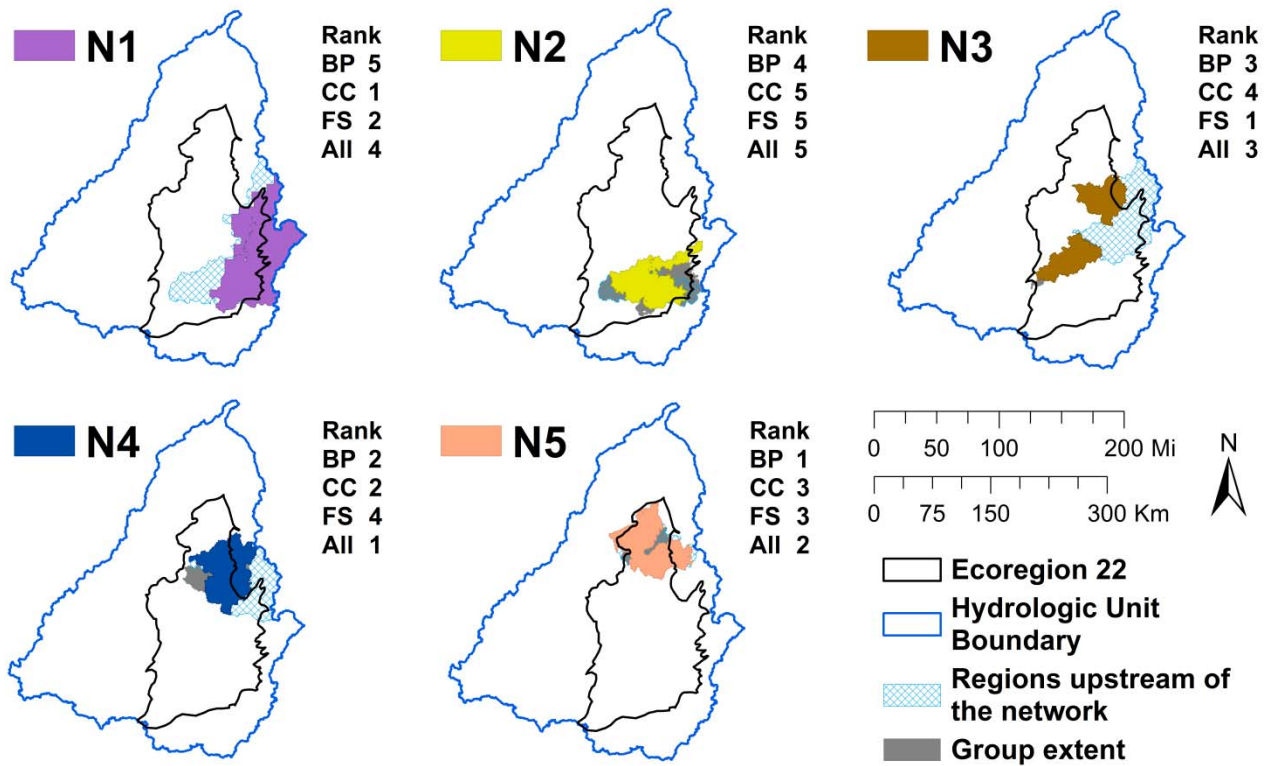 N1
Rank
BP 5
CC 1
FS 2
All 4
N2
Rank
BP 4
CC 5
FS 5
All 5
N3
Rank
BP 3
CC 4
FS 1
All 3
N4
Rank
BP 2
CC 2
FS 4
All 1
N5
Rank
BP 1
CC 3
FS 3
All 2
0 50 100 200 Mi
0 75 150 300 Km
N
Ecoregion 22
Hydrologic Unit
Boundary
Regions upstream of
the network
Group extent